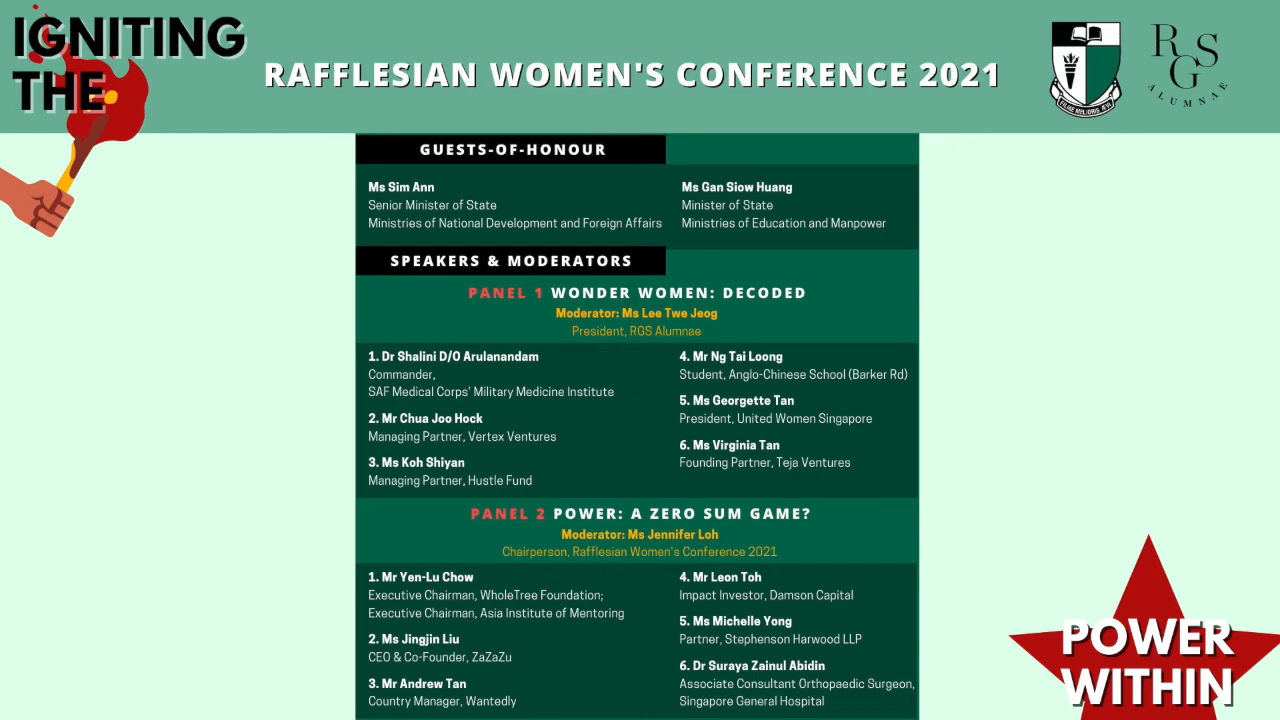 IGNITING
THE
RAFFLESIAN WOMEN'S CONFERENCE 2021
RGS
ALUMNAE
GUESTS-OF-HONOUR
Ms Sim Ann
Senior Minister of State
Ministries of National Development and Foreign Affairs
Ms Gan Siow Huang
Minister of State
Ministries of Education and Manpower
SPEAKERS & MODERATORS
PANEL 1 WONDER WOMEN: DECODED
Moderator: Ms Lee Twe Jeog
President, RGS Alumnae
1. Dr Shalini D/O Arulanandam
Commander,
SAF Medical Corps' Military Medicine Institute
2. Mr Chua Joo Hock
Managing Partner, Vertex Ventures
3. Ms Koh Shiyan
Managing Partner, Hustle Fund
4. Mr Ng Tai Loong
Student, Anglo-Chinese School (Barker Rd)
5. Ms Georgette Tan
President, United Women Singapore
6. Ms Virginia Tan
Founding Partner, Teja Ventures
PANEL 2 POWER: A ZERO SUM GAME?
Moderator: Ms Jennifer Loh
Chairperson, Rafflesian Women's Conference 2021
1. Mr Yen-Lu Chow
Executive Chairman, WholeTree Foundation;
Executive Chairman, Asia Institute of Mentoring
2. Ms Jingjin Liu
CEO & Co-Founder, ZaZaZu
3. Mr Andrew Tan
Country Manager, Wantedly
4. Mr Leon Toh
Impact Investor, Damson Capital
5. Ms Michelle Yong
Partner, Stephenson Harwood LLP
6. Dr Suraya Zainul Abidin
Associate Consultant Orthopaedic Surgeon,
Singapore General Hospital
POWER
WITHIN